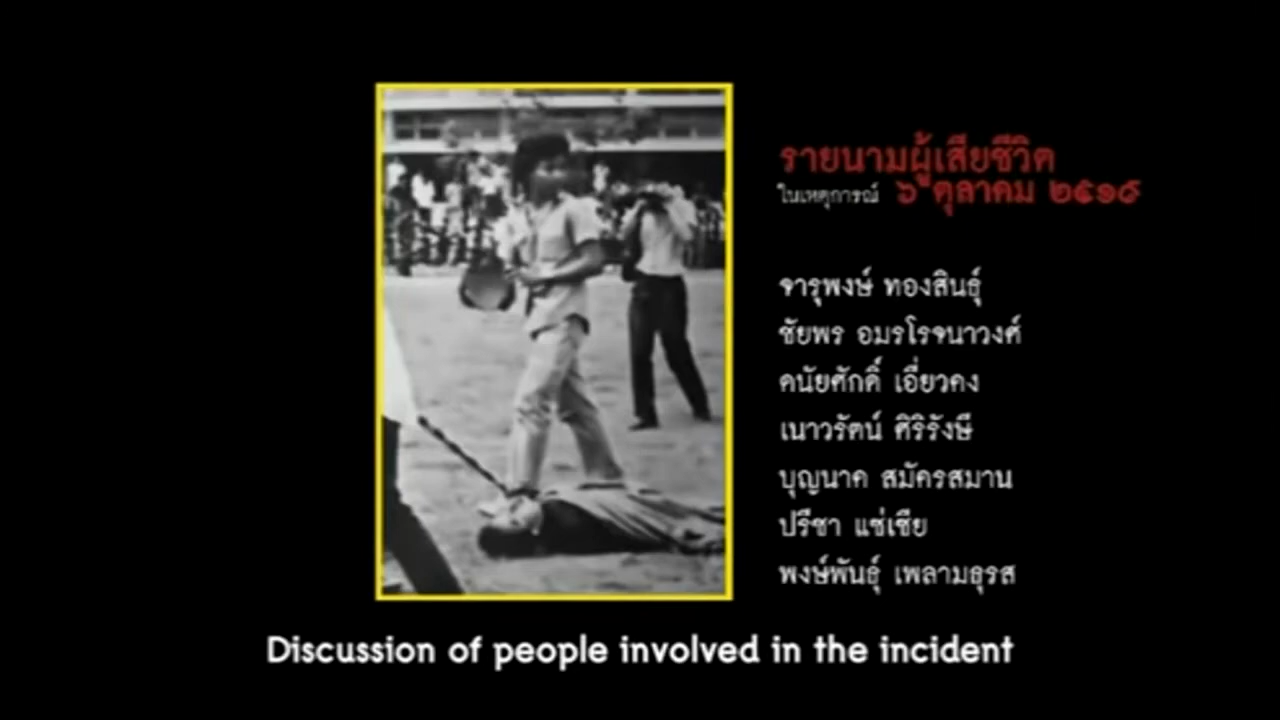 รายนามผู้เสียชีวิต
ในเหตุการณ์ ๖ ตุลาคม ๒๕๑๙
จารุพงษ์ ทองสินธุ์
ชัยพร อมรโรจนาวงศ์
ดนัยศักดิ์ เอี่ยวคง
เนาวรัตน์ ศิริรังษี
บุญนาค สมัครสมาน
ปรีชา แซ่เซีย
พงษ์พันธุ์ เพลามธุรส
Discussion of people involved in the incident